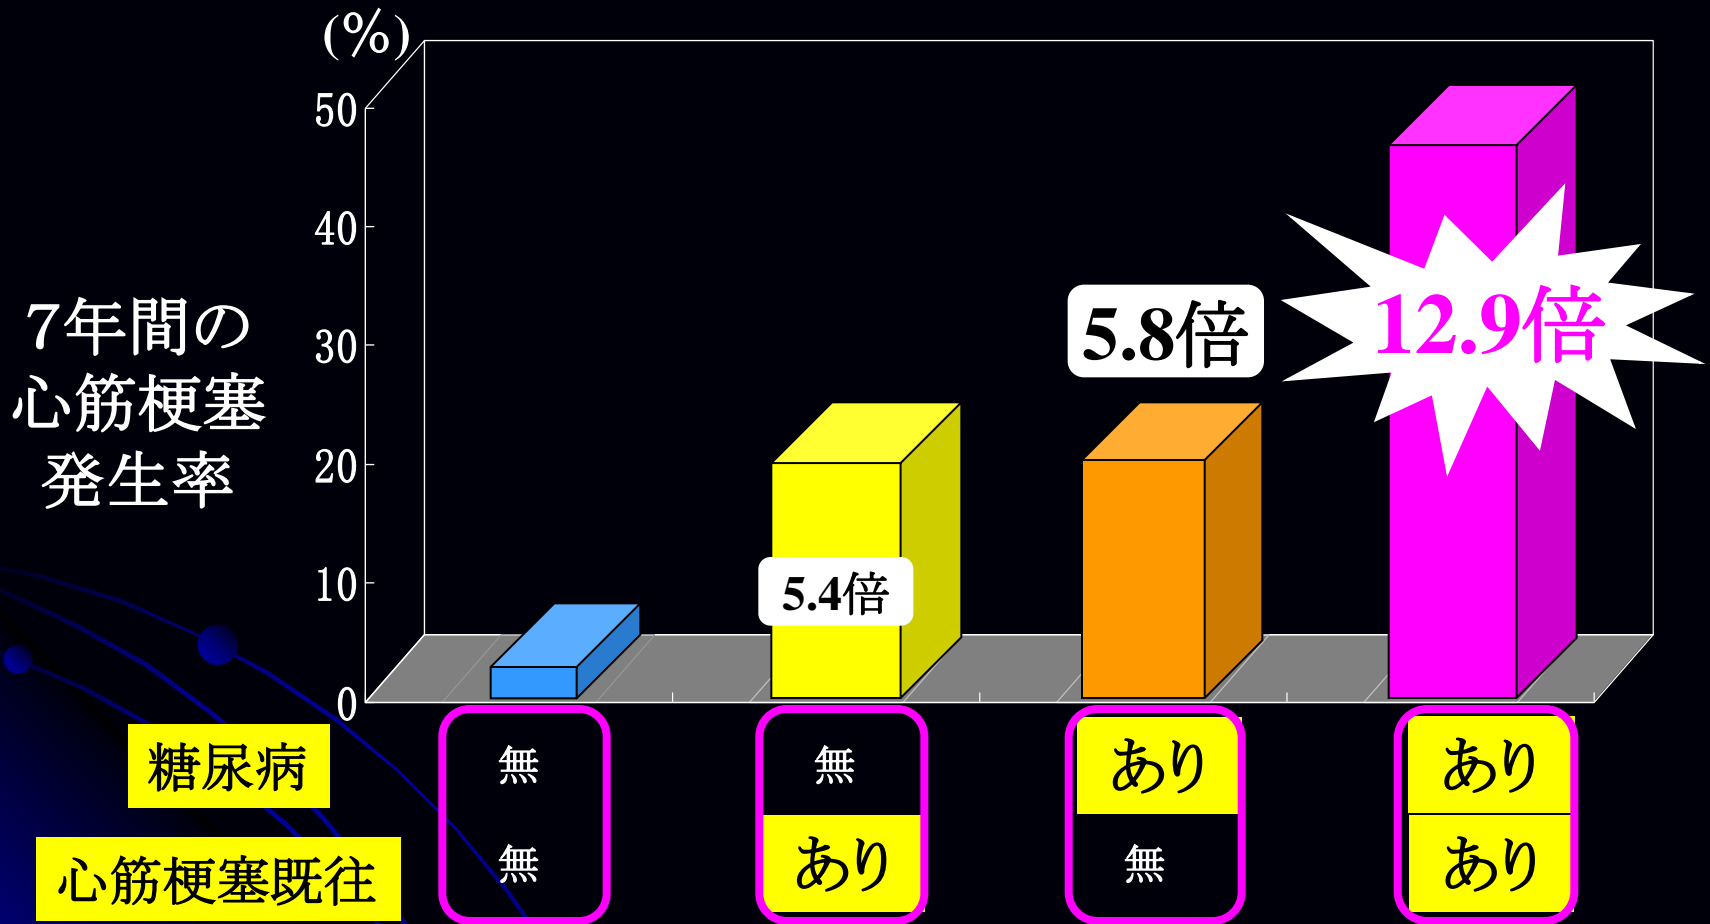 (%)
50
40
30
20
10
0
7年間の
心筋梗塞
発生率
5.4倍
5.8倍
12.9倍
糖尿病 無 無 あり あり
心筋梗塞既往 無 あり 無 あり